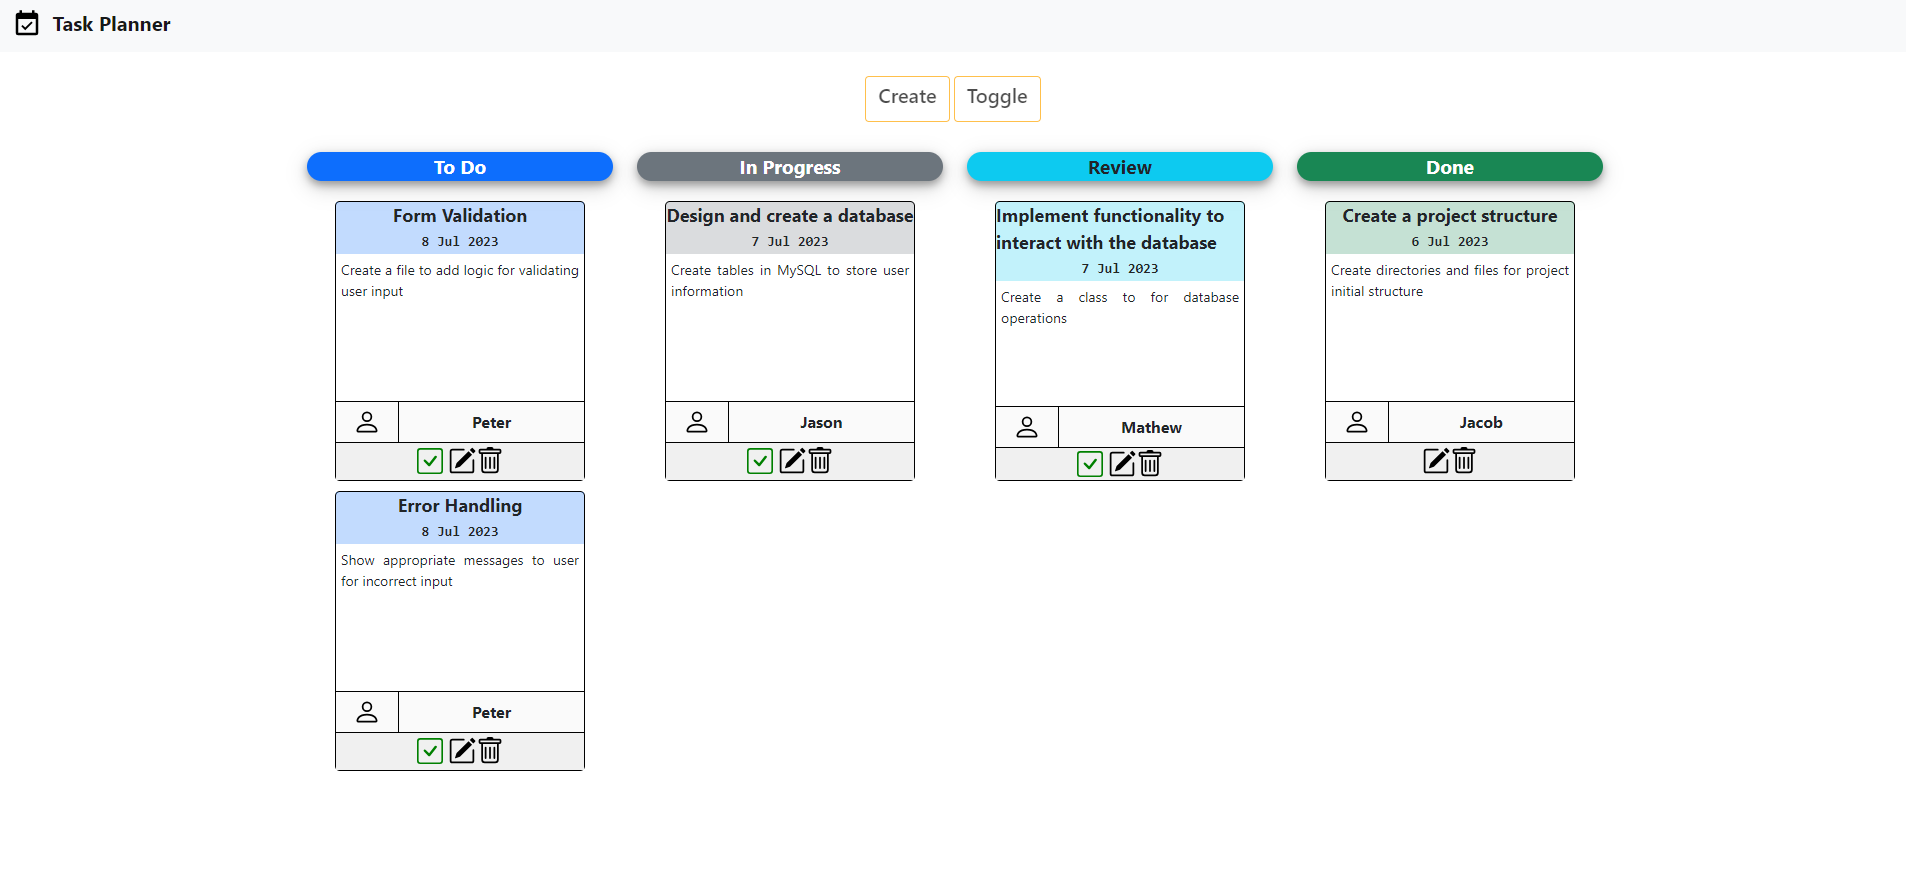 Task Planner
Create
Toggle
To Do
Form Validation
8 Jul 2023
Create a file to add logic for validating
user input
Peter
Error Handling
8 Jul 2023
Show appropriate messages to user
for incorrect input
Peter
In Progress
Design and create a database
7 Jul 2023
Create tables in MySQL to store user
information
Jason
Review
Implement functionality to
interact with the database
7 Jul 2023
Create a class to for database
operations
Mathew
Done
Create a project structure
6 Jul 2023
Create directories and files for project
initial structure
Jacob